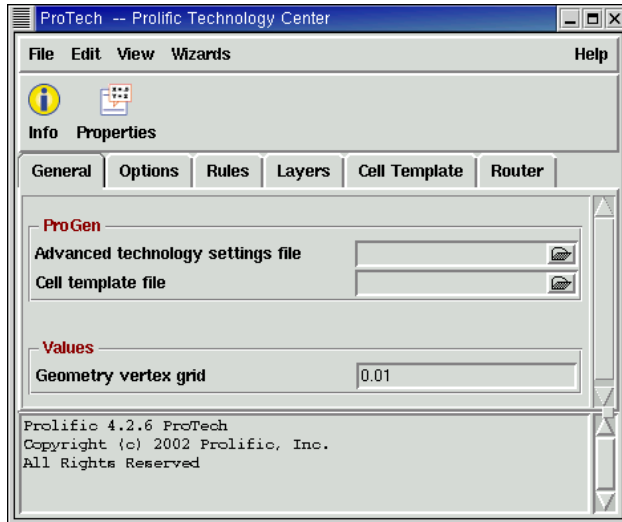 ProTech -- Prolific Technology Center
File Edit View Wizards Help
Info Properties
General Options Rules Layers Cell Template Router
ProGen
Advanced technology settings file
Cell template file
Values
Geometry vertex grid 0.01
Prolific 4.2.6 ProTech
Copyright (c) 2002 Prolific, Inc.
All Rights Reserved